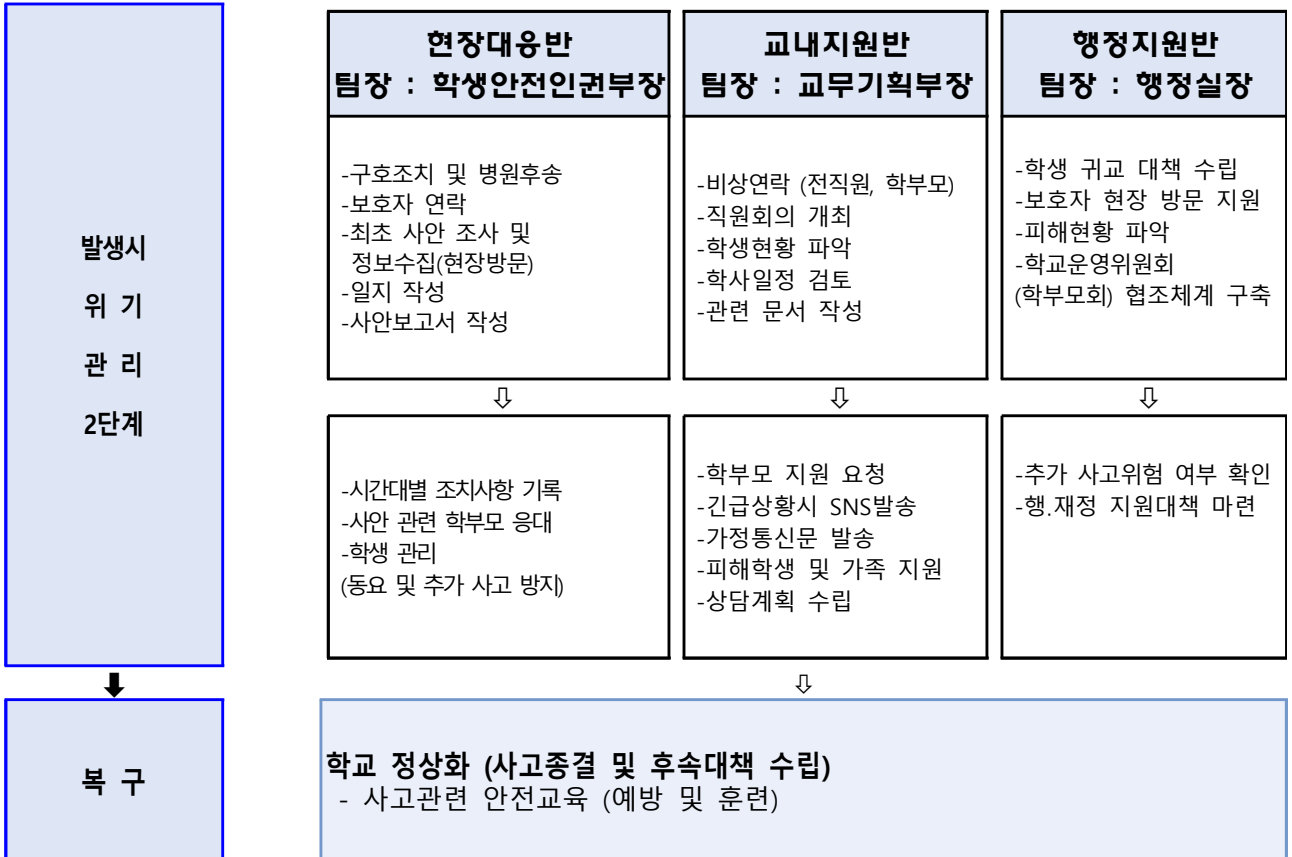 발생시
위 기
관 리
2단계
현장대응반
팀장 : 학생안전인권부장
교내지원반
팀장 : 교무기획부장
행정지원반
팀장 : 행정실장
-구호조치 및 병원후송
-보호자 연락
-최초 사안 조사 및
정보수집(현장방문)
-일지 작성
-사안보고서 작성
-비상연락 (전직원, 학부모)
-직원회의 개최
-학생현황 파악
-학사일정 검토
-관련 문서 작성
-학생 귀교 대책 수립
-보호자 현장 방문 지원
-피해현황 파악
-학교운영위원회
(학부모회) 협조체계 구축
⇩
⇩
⇩
-시간대별 조치사항 기록
-사안 관련 학부모 응대
-학생 관리
(동요 및 추가 사고 방지)
-학부모 지원 요청
-긴급상황시 SNS발송
-가정통신문 발송
-피해학생 및 가족 지원
-상담계획 수립
-추가 사고위험 여부 확인
-행.재정 지원대책 마련
⬇
⇩
복 구
학교 정상화 (사고종결 및 후속대책 수립)
- 사고관련 안전교육 (예방 및 훈련)